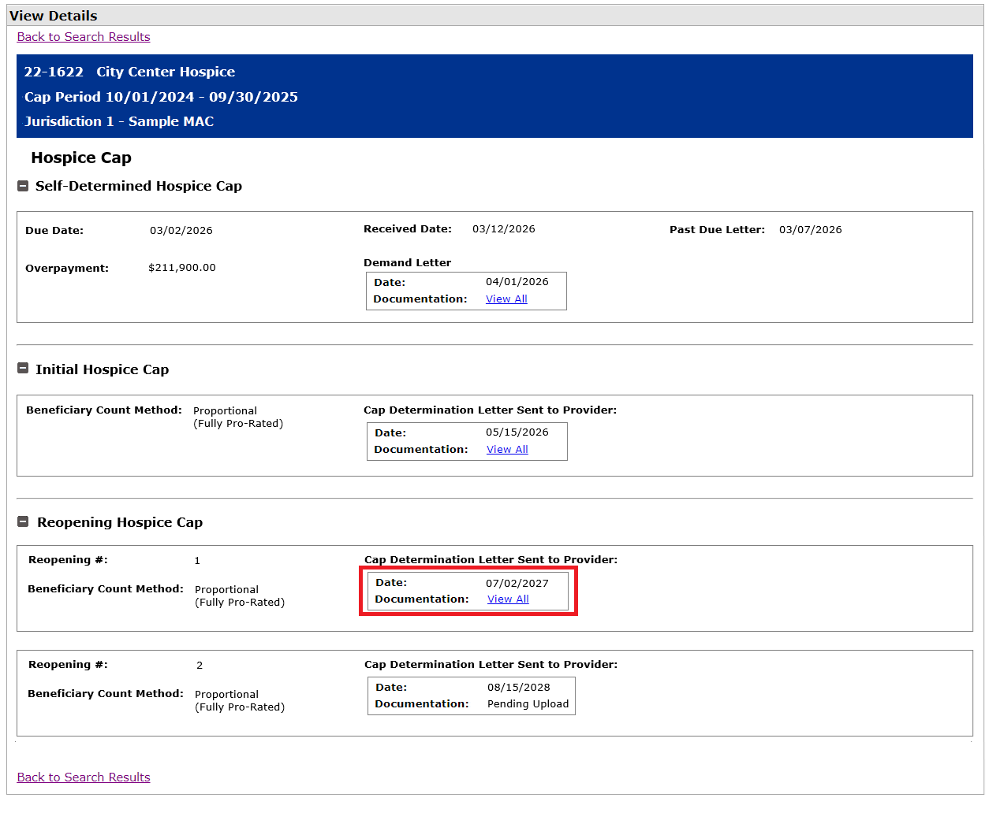 View Details
Back to Search Results
22-1622 City Center Hospice
Cap Period 10/01/2024 - 09/30/2025
Jurisdiction 1 - Sample MAC
Hospice Cap
Self-Determined Hospice Cap
Due Date: 03/02/2026 Received Date: 03/12/2026 Past Due Letter: 03/07/2026
Overpayment: $211,900.00 Demand Letter
Date: 04/01/2026
Documentation: View All
Initial Hospice Cap
Beneficiary Count Method: Proportional Cap Determination Letter Sent to Provider:
(Fully Pro-Rated)
Date: 05/15/2026
Documentation: View All
Reopening Hospice Cap
Reopening #: 1 Cap Determination Letter Sent to Provider:
Date: 07/02/2027
Beneficiary Count Method: Proportional
(Fully Pro-Rated)
Documentation: View All
Reopening #: 2 Cap Determination Letter Sent to Provider:
Date: 08/15/2028
Beneficiary Count Method: Proportional
(Fully Pro-Rated)
Documentation: Pending Upload
Back to Search Results